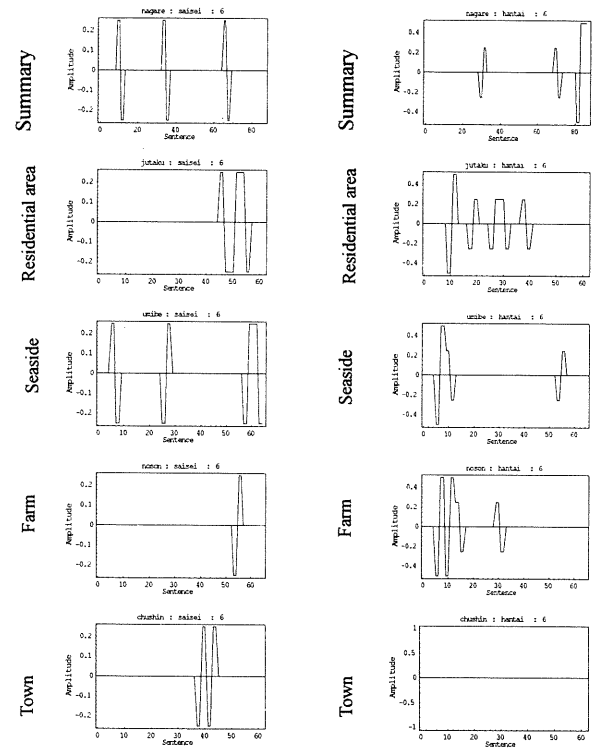 Summary
nagare : saisei : 6
Amplitude
0.2
0.1
0
-0.1
-0.2
0 20 40 60 80
Sentence
Summary
nagare : hantai : 6
Amplitude
0.4
0.2
0
-0.2
-0.4
0 10 20 30 40 50 60 70 80
Sentence
Residential area
jutaku : saisei : 6
Amplitude
0.2
0.1
0
-0.1
-0.2
0 10 20 30 40 50 60
Sentence
Residential area
jutaku : hantai : 6
Amplitude
0.4
0.2
0
-0.2
-0.4
0 10 20 30 40 50 60
Sentence
Seaside
umibe : saisei : 6
Amplitude
0.2
0.1
0
-0.1
-0.2
0 10 20 30 40 50 60
Sentence
Seaside
umibe : hantai : 6
Amplitude
0.4
0.2
0
-0.2
-0.4
0 10 20 30 40 50 60
Sentence
Farm
noson : saisei : 6
Amplitude
0.2
0.1
0
-0.1
-0.2
0 10 20 30 40 50 60
Sentence
Farm
noson : hantai : 6
Amplitude
0.4
0.2
0
-0.2
-0.4
0 10 20 30 40 50 60
Sentence
Town
chushin : saisei : 6
Amplitude
0.2
0.1
0
-0.1
-0.2
0 10 20 30 40 50 60
Sentence
Town
chushin : hantai : 6
Amplitude
1
0.5
0
-0.5
-1
0 10 20 30 40 50 60
Sentence